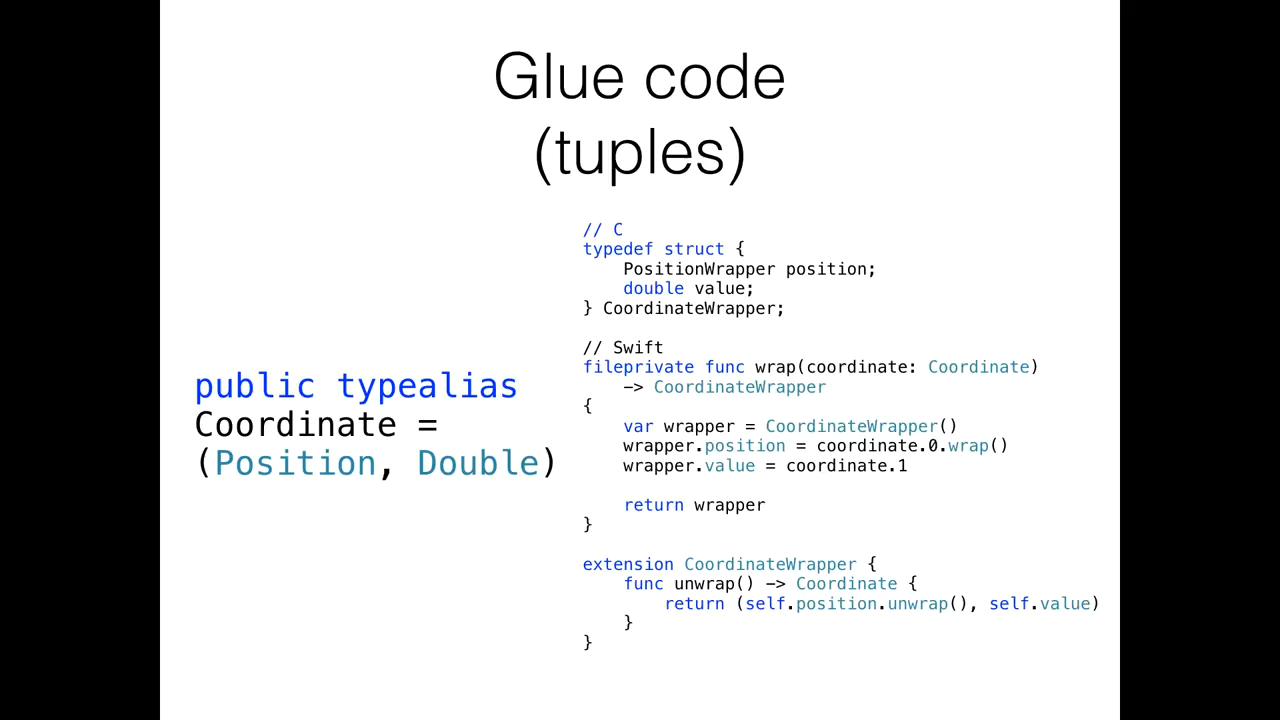 Glue code
(tuples)
public typealias
Coordinate =
(Position, Double)
// C
typedef struct {
    PositionWrapper position;
    double value;
} CoordinateWrapper;
// Swift
fileprivate func wrap(coordinate: Coordinate)
    -> CoordinateWrapper
{
    var wrapper = CoordinateWrapper()
    wrapper.position = coordinate.0.wrap()
    wrapper.value = coordinate.1
    return wrapper
}
extension CoordinateWrapper {
    func unwrap() -> Coordinate {
        return (self.position.unwrap(), self.value)
    }
}